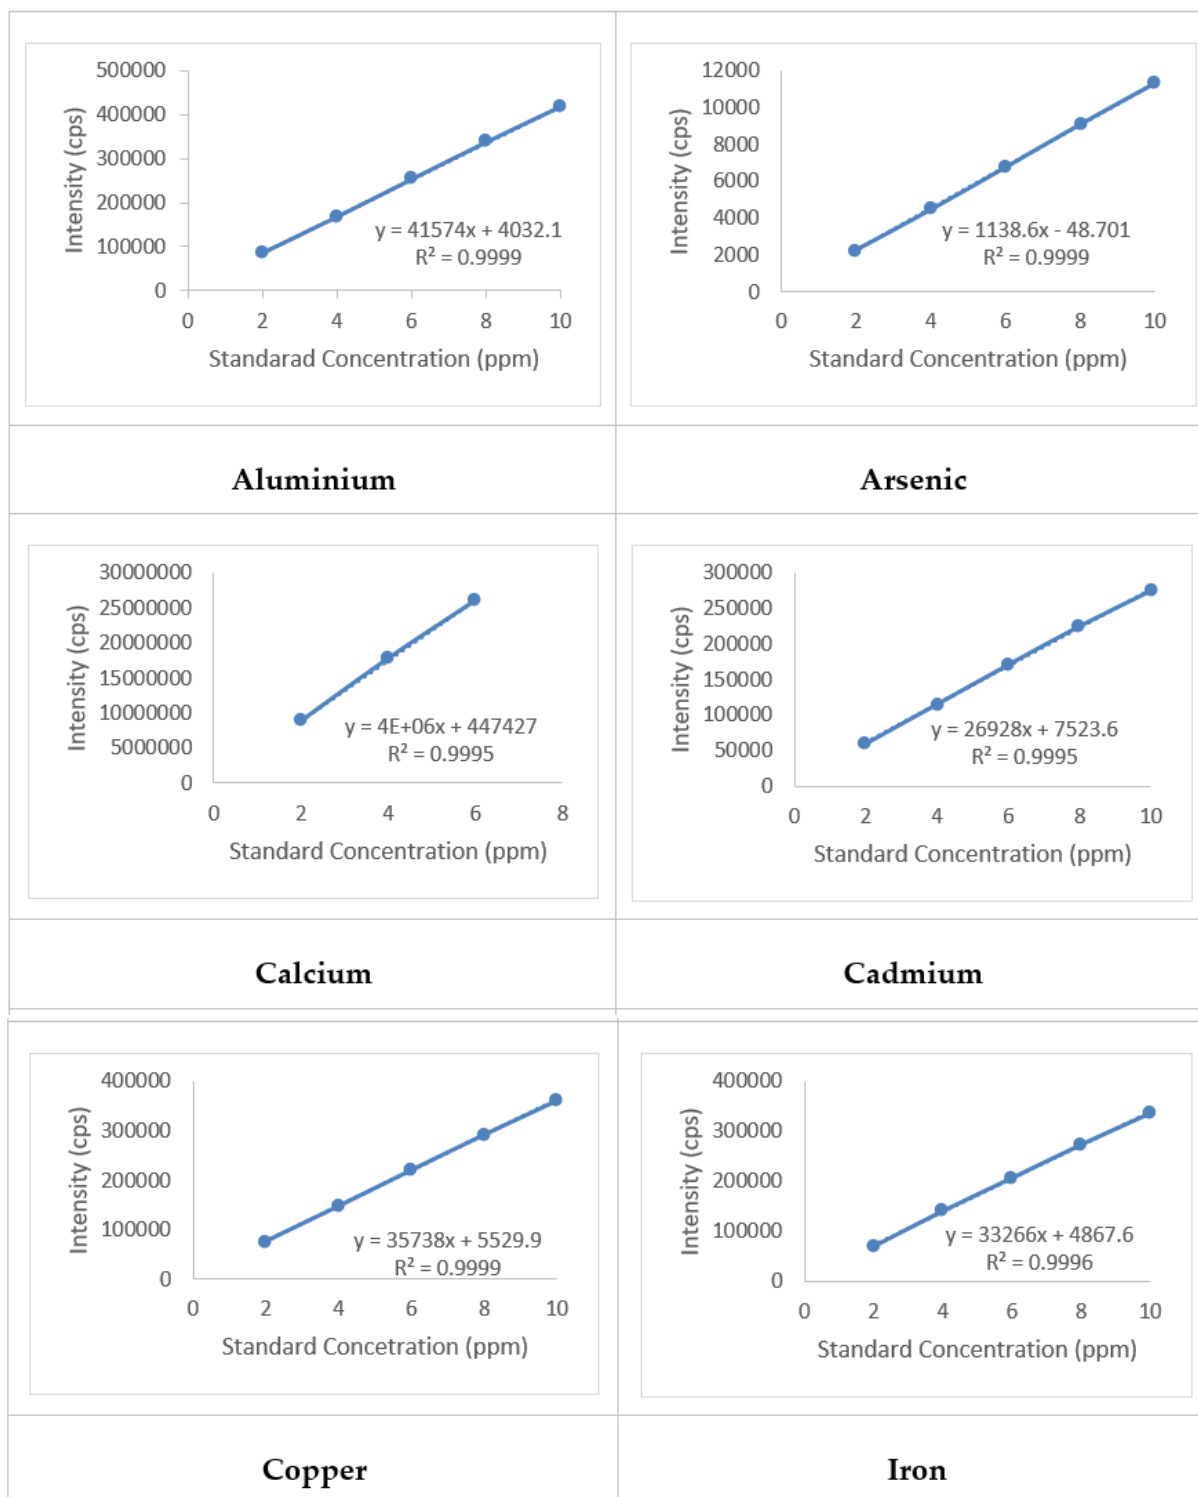 500000
400000
300000
200000
100000
0
Intensity (cps)
y = 41574x + 4032.1
R² = 0.9999
0 2 4 6 8 10
Standarad Concentration (ppm)
12000
10000
8000
6000
4000
2000
0
Intensity (cps)
y = 1138.6x - 48.701
R² = 0.9999
0 2 4 6 8 10
Standard Concentration (ppm)
Aluminium
Arsenic
30000000
25000000
20000000
15000000
10000000
5000000
0
Intensity (cps)
y = 4E+06x + 447427
R² = 0.9995
0 2 4 6 8
Standard Concentration (ppm)
300000
250000
200000
150000
100000
50000
0
Intensity (cps)
y = 26928x + 7523.6
R² = 0.9995
0 2 4 6 8 10
Standard Concentration (ppm)
Calcium
Cadmium
400000
300000
200000
100000
0
Intensity (cps)
y = 35738x + 5529.9
R² = 0.9999
0 2 4 6 8 10
Standard Concetration (ppm)
400000
300000
200000
100000
0
Intensity (cps)
y = 33266x + 4867.6
R² = 0.9996
0 2 4 6 8 10
Standard Concentration (ppm)
Copper
Iron